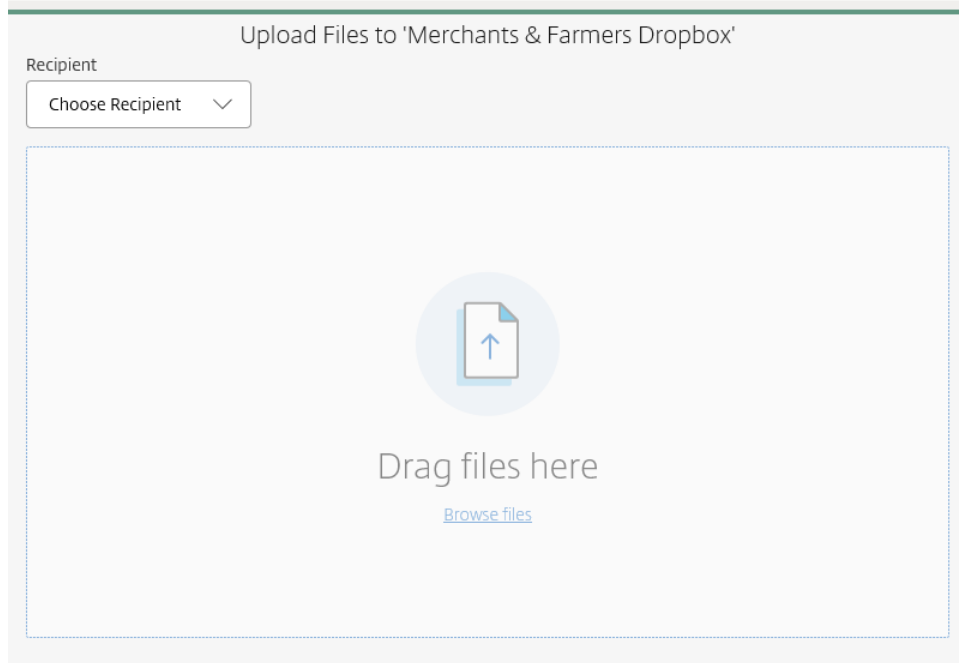 Upload Files to 'Merchants & Farmers Dropbox'
Recipient
Choose Recipient
Drag files here
Browse files